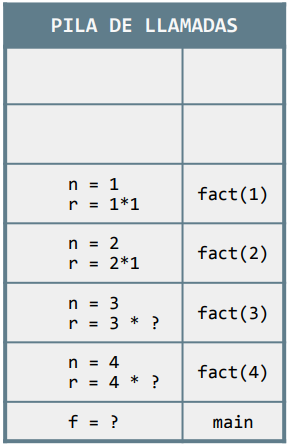 PILA DE LLAMADAS
n = 1
r = 1*1
fact(1)
n = 2
r = 2*1
fact(2)
n = 3
r = 3 * ?
fact(3)
n = 4
r = 4 * ?
fact(4)
f = ?
main